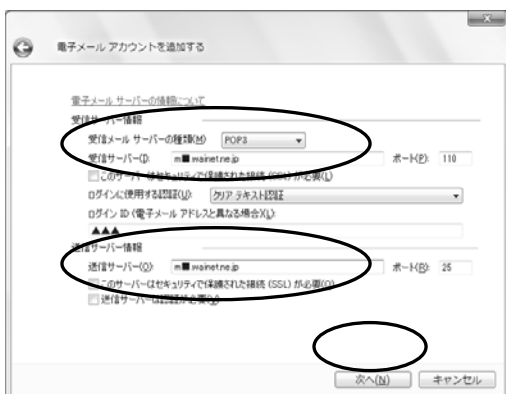 電子メール アカウントを追加する
電子メール サーバーの情報について
受信サーバー情報
受信メール サーバーの種類(M) POP3
受信サーバー(I): m■.wainet.ne.jp ポート(P): 110
このサーバーはセキュリティで保護された接続 (SSL) が必要(L)
ログインに使用する認証(U): クリア テキスト認証
ログイン ID (電子メール アドレスと異なる場合)(L):
▲▲▲
送信サーバー情報
送信サーバー(O): m■.wainet.ne.jp ポート(R): 25
このサーバーはセキュリティで保護された接続 (SSL) が必要(Q)
送信サーバーは認証が必要(V)
次へ(N) キャンセル